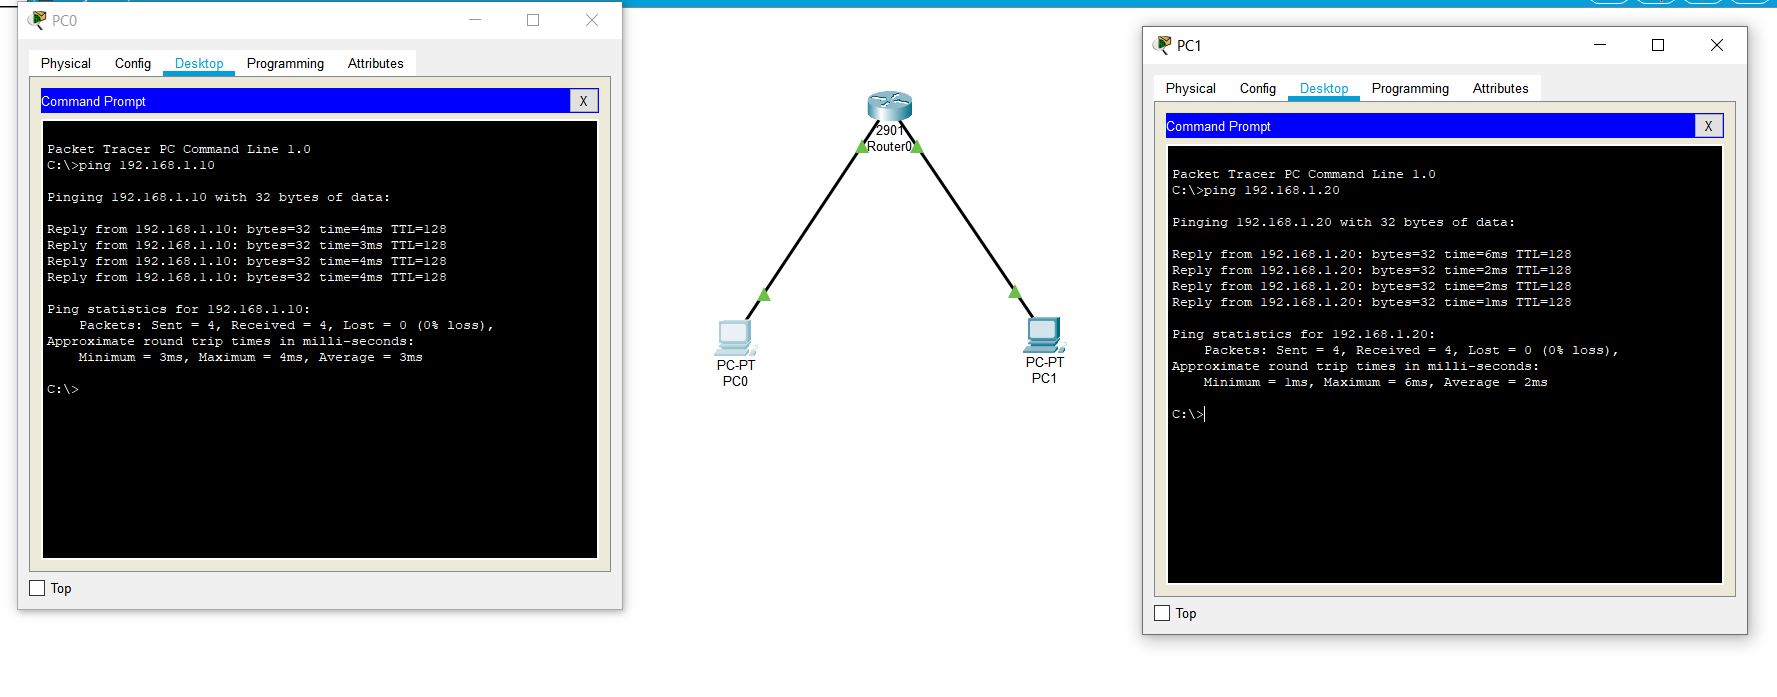 PC0
Physical Config Desktop Programming Attributes
Command Prompt X
Packet Tracer PC Command Line 1.0
C:\>ping 192.168.1.10
Pinging 192.168.1.10 with 32 bytes of data:
Reply from 192.168.1.10: bytes=32 time=4ms TTL=128
Reply from 192.168.1.10: bytes=32 time=3ms TTL=128
Reply from 192.168.1.10: bytes=32 time=4ms TTL=128
Reply from 192.168.1.10: bytes=32 time=4ms TTL=128
Ping statistics for 192.168.1.10:
Packets: Sent = 4, Received = 4, Lost = 0 (0% loss),
Approximate round trip times in milli-seconds:
Minimum = 3ms, Maximum = 4ms, Average = 3ms
C:\>
Top
2901
Router0
PC-PT
PC0
PC-PT
PC1
PC1
Physical Config Desktop Programming Attributes
Command Prompt X
Packet Tracer PC Command Line 1.0
C:\>ping 192.168.1.20
Pinging 192.168.1.20 with 32 bytes of data:
Reply from 192.168.1.20: bytes=32 time=6ms TTL=128
Reply from 192.168.1.20: bytes=32 time=2ms TTL=128
Reply from 192.168.1.20: bytes=32 time=2ms TTL=128
Reply from 192.168.1.20: bytes=32 time=1ms TTL=128
Ping statistics for 192.168.1.20:
Packets: Sent = 4, Received = 4, Lost = 0 (0% loss),
Approximate round trip times in milli-seconds:
Minimum = 1ms, Maximum = 6ms, Average = 2ms
C:\>
Top